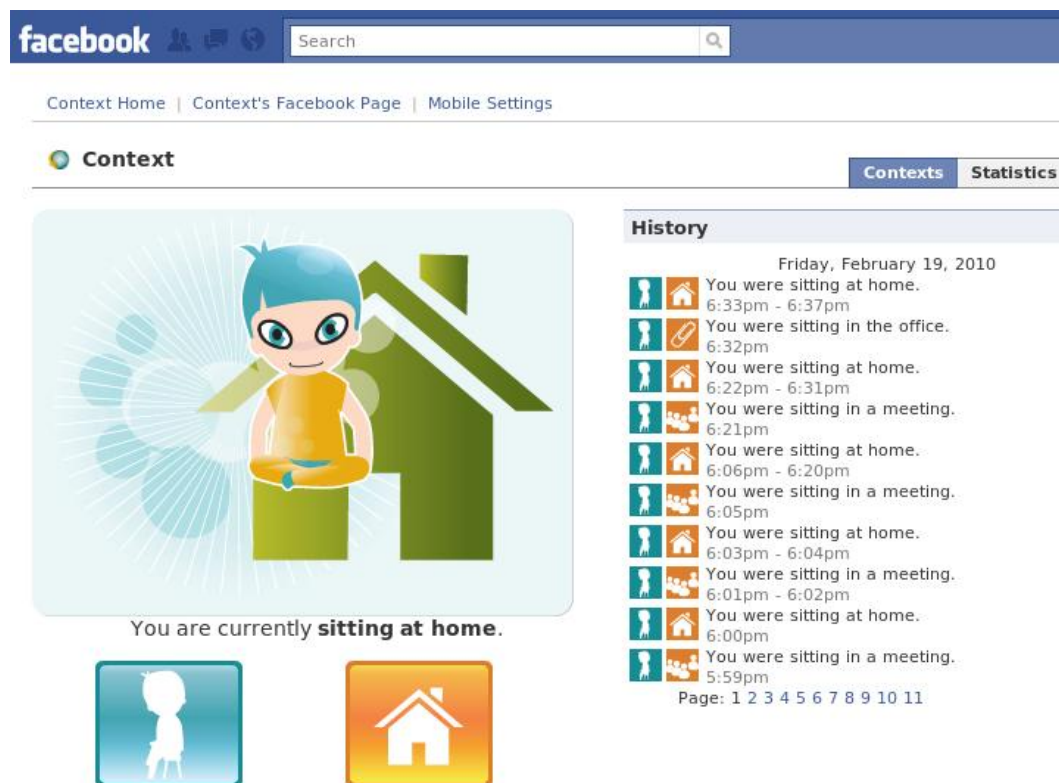 facebook Search
Context Home | Context's Facebook Page | Mobile Settings
Context
Contexts Statistics
You are currently sitting at home.
History
Friday, February 19, 2010
You were sitting at home.
6:33pm - 6:37pm
You were sitting in the office.
6:32pm
You were sitting at home.
6:22pm - 6:31pm
You were sitting in a meeting.
6:21pm
You were sitting at home.
6:06pm - 6:20pm
You were sitting in a meeting.
6:05pm
You were sitting at home.
6:03pm - 6:04pm
You were sitting in a meeting.
6:01pm - 6:02pm
You were sitting at home.
6:00pm
You were sitting in a meeting.
5:59pm
Page: 1 2 3 4 5 6 7 8 9 10 11